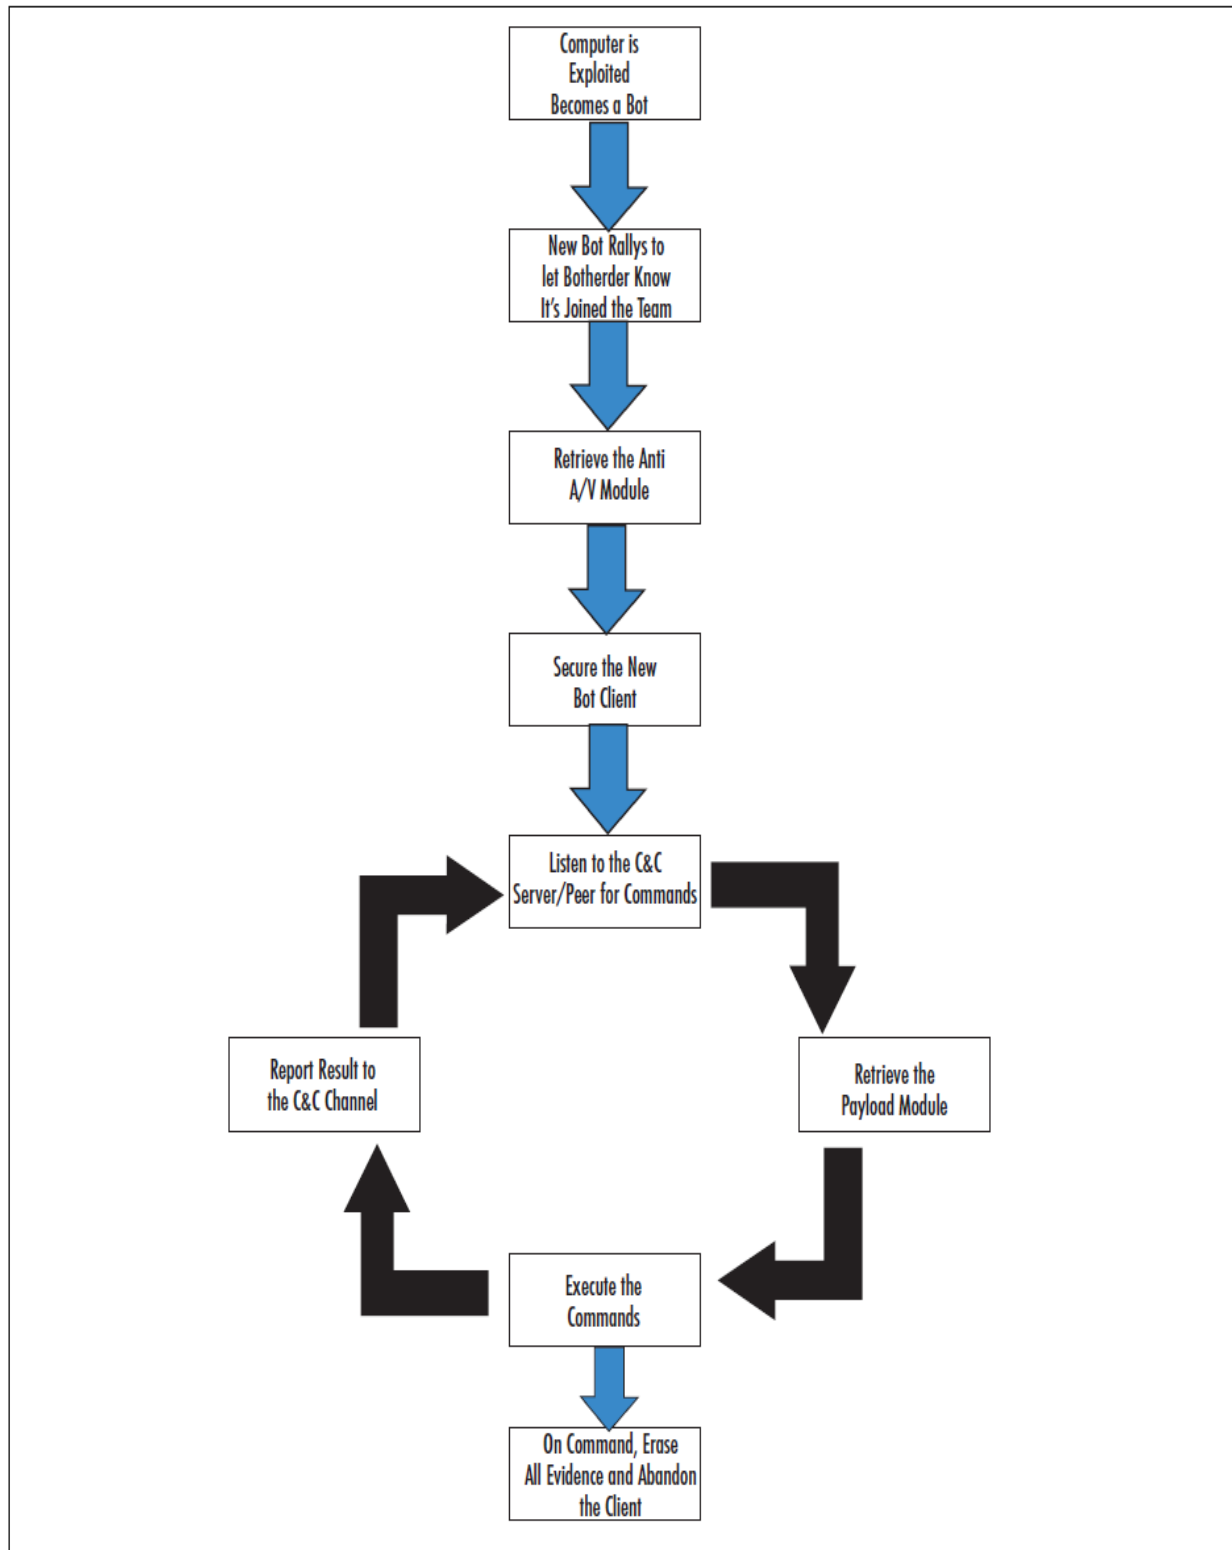 Computer is
Exploited
Becomes a Bot
New Bot Rallys to
let Botherder Know
It's Joined the Team
Retrieve the Anti
A/V Module
Secure the New
Bot Client
Listen to the C&C
Server/Peer for Commands
Report Result to
the C&C Channel
Retrieve the
Payload Module
Execute the
Commands
On Command, Erase
All Evidence and Abandon
the Client